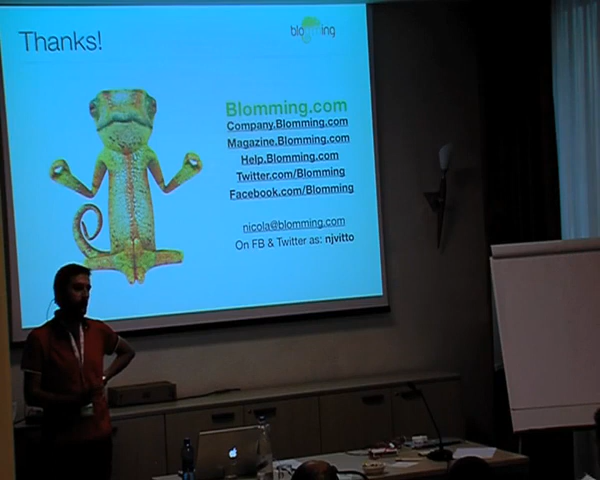 Thanks!
blomming
Blomming.com
Company.Blomming.com
Magazine.Blomming.com
Help.Blomming.com
Twitter.com/Blomming
Facebook.com/Blomming
nicola@blomming.com
On FB & Twitter as: njvitto